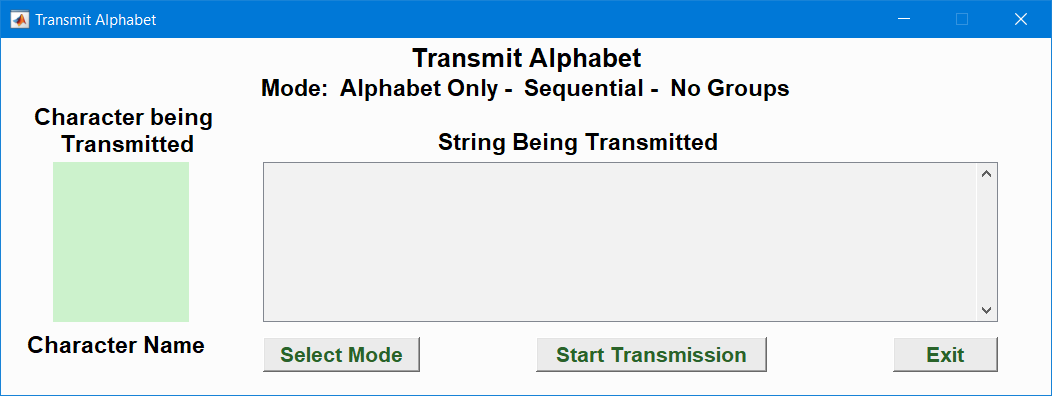 Transmit Alphabet
Transmit Alphabet
Mode:  Alphabet Only -  Sequential -  No Groups
Character being
Transmitted
String Being Transmitted
Character Name
Select Mode
Start Transmission
Exit